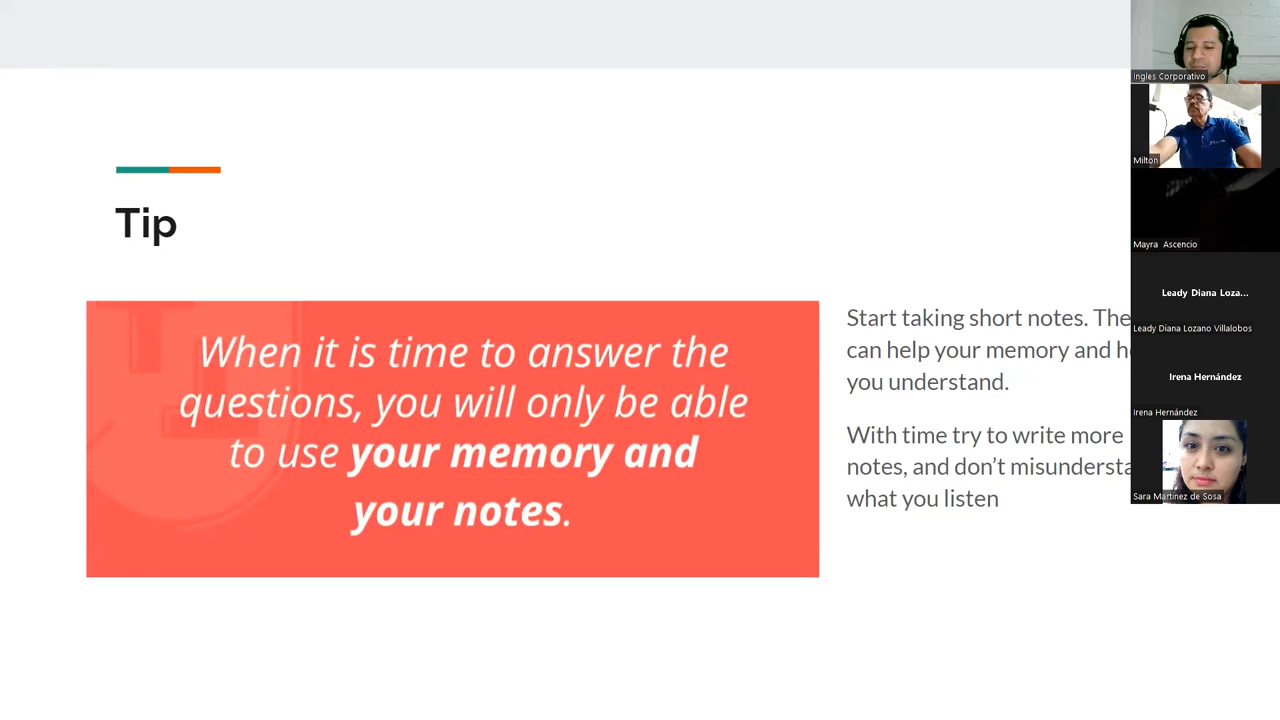 Tip
When it is time to answer the
questions, you will only be able
to use your memory and
your notes.
Start taking short notes. The
can help your memory and h
you understand.
With time try to write more
notes, and don't misundersta
what you listen
Ingles Corporativo
Milton
Mayra Ascencio
Leady Diana Loza...
Leady Diana Lozano Villalobos
Irena Hernández
Irena Hernández
Sara Martinez de Sosa